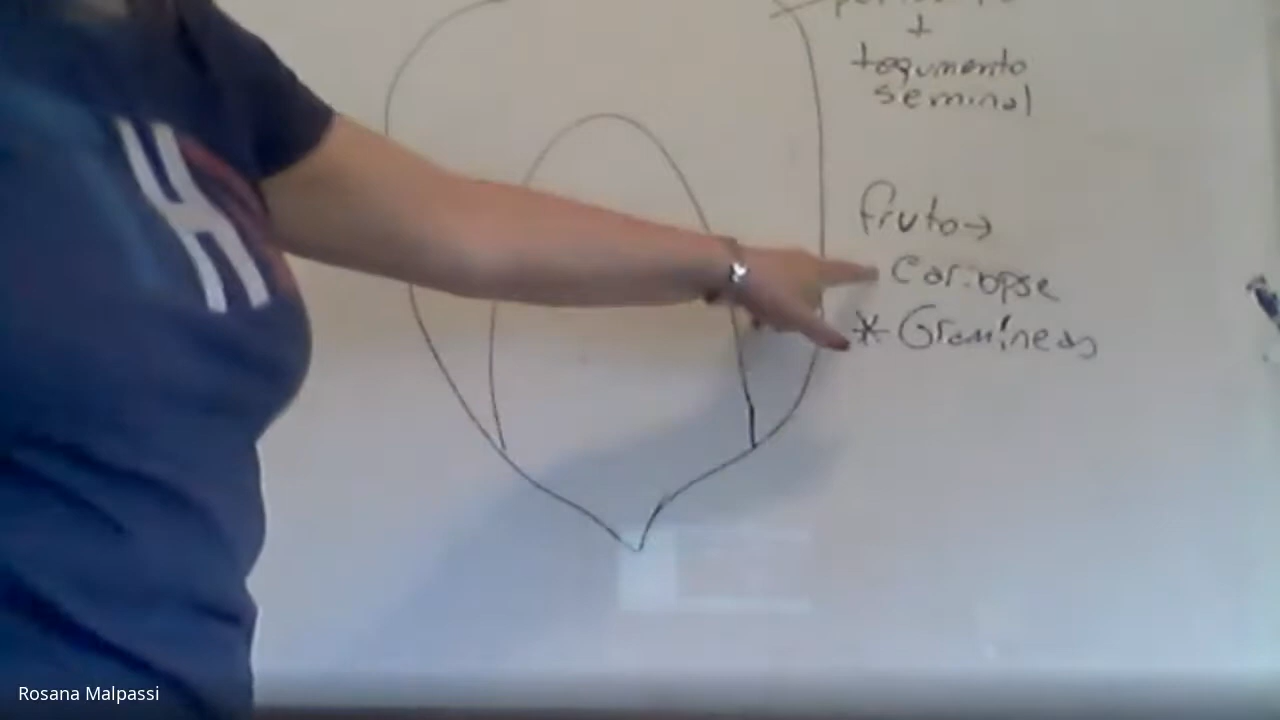 +
tegumento
seminal
fruto→
Cariopse
* Gramíneas
Rosana Malpassi